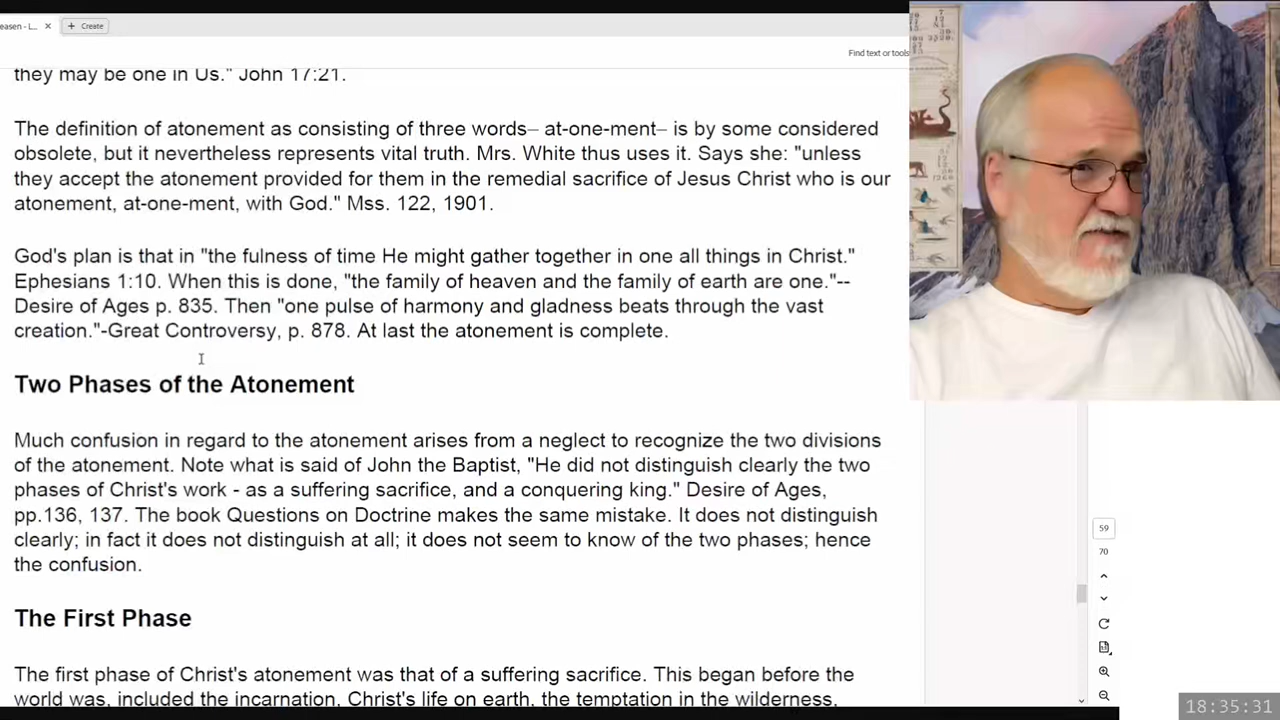 easen - L...
× + Create
Find text or tools
they may be one in Us." John 17:21.
The definition of atonement as consisting of three words– at-one-ment– is by some considered
obsolete, but it nevertheless represents vital truth. Mrs. White thus uses it. Says she: "unless
they accept the atonement provided for them in the remedial sacrifice of Jesus Christ who is our
atonement, at-one-ment, with God." Mss. 122, 1901.
God's plan is that in "the fulness of time He might gather together in one all things in Christ."
Ephesians 1:10. When this is done, "the family of heaven and the family of earth are one."--
Desire of Ages p. 835. Then "one pulse of harmony and gladness beats through the vast
creation."-Great Controversy, p. 878. At last the atonement is complete.
Two Phases of the Atonement
Much confusion in regard to the atonement arises from a neglect to recognize the two divisions
of the atonement. Note what is said of John the Baptist, "He did not distinguish clearly the two
phases of Christ's work - as a suffering sacrifice, and a conquering king." Desire of Ages,
pp.136, 137. The book Questions on Doctrine makes the same mistake. It does not distinguish
clearly; in fact it does not distinguish at all; it does not seem to know of the two phases; hence
the confusion.
The First Phase
The first phase of Christ's atonement was that of a suffering sacrifice. This began before the
world was, included the incarnation, Christ's life on earth, the temptation in the wilderness,
59
70
18:35:31